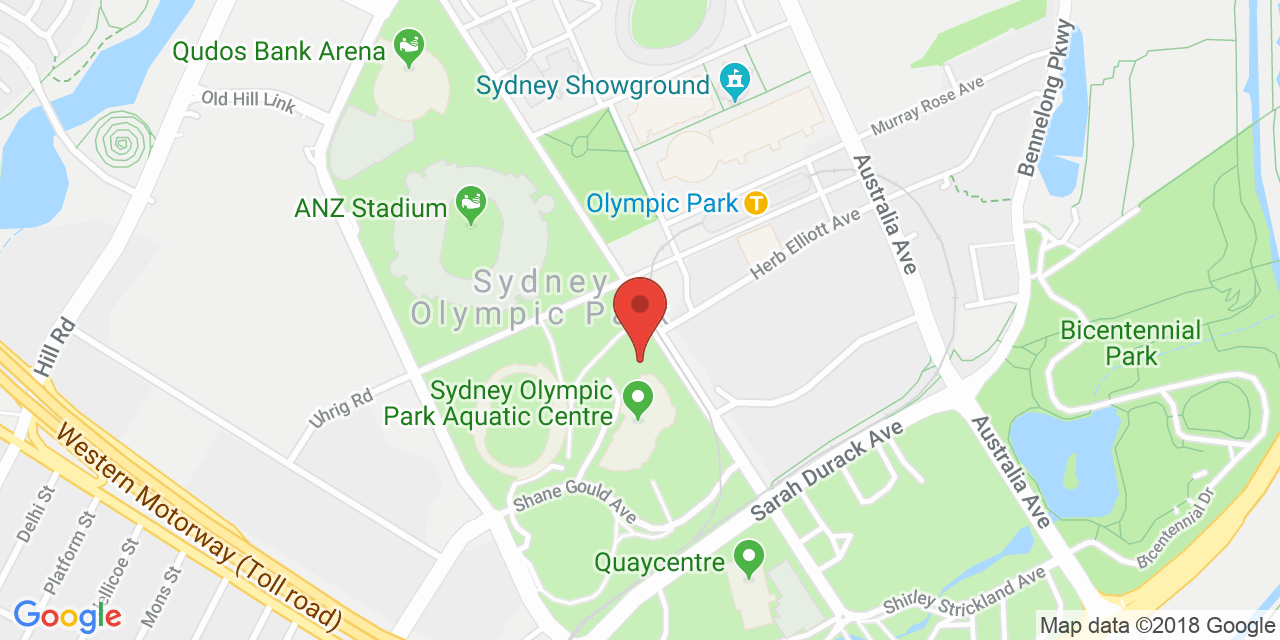 Qudos Bank Arena
Old Hill Link
Sydney Showground
Murray Rose Ave
Bennelong Pkwy
ANZ Stadium
Olympic Park
T
Australia Ave
Herb Elliott Ave
Sydney
Olympic Park
Hill Rd
Bicentennial
Park
Uhrig Rd
Sydney Olympic
Park Aquatic Centre
Western Motorway (Toll road)
Sarah Durack Ave
Australia Ave
Shane Gould Ave
Bicentennial Dr
Delhi St
Platform St
Mons St
Quaycentre
Shirley Strickland Ave
Google
Map data ©2018 Google